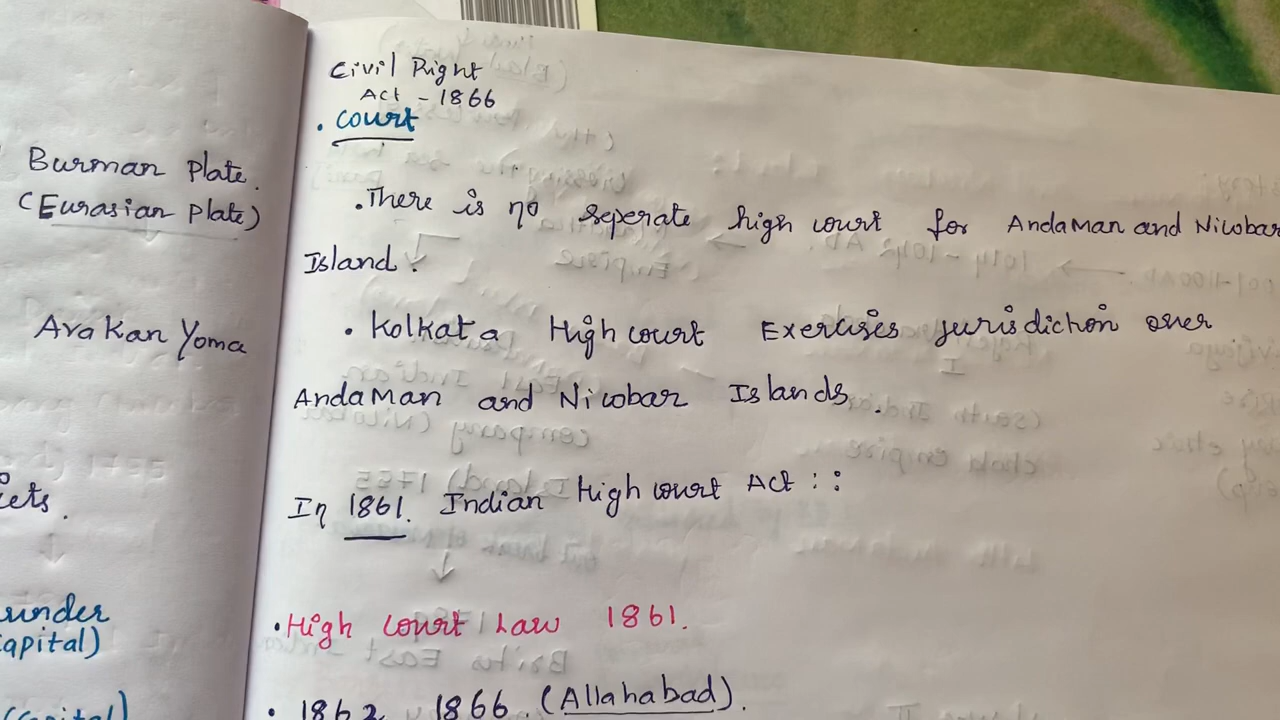 Burman Plate.
(Eurasian Plate)
Arakan Yoma
under
Civil Right
Act - 1866
. Court
.There is no seperate high court for Andaman and Nicobar
Island.
. Kolkata High court Exercises jurisdiction over
Andaman and Nicobar Islands.
In 1861. Indian High court Act ::
↓
.High court Law 1861.
. 1862, 1866 (Allahabad).